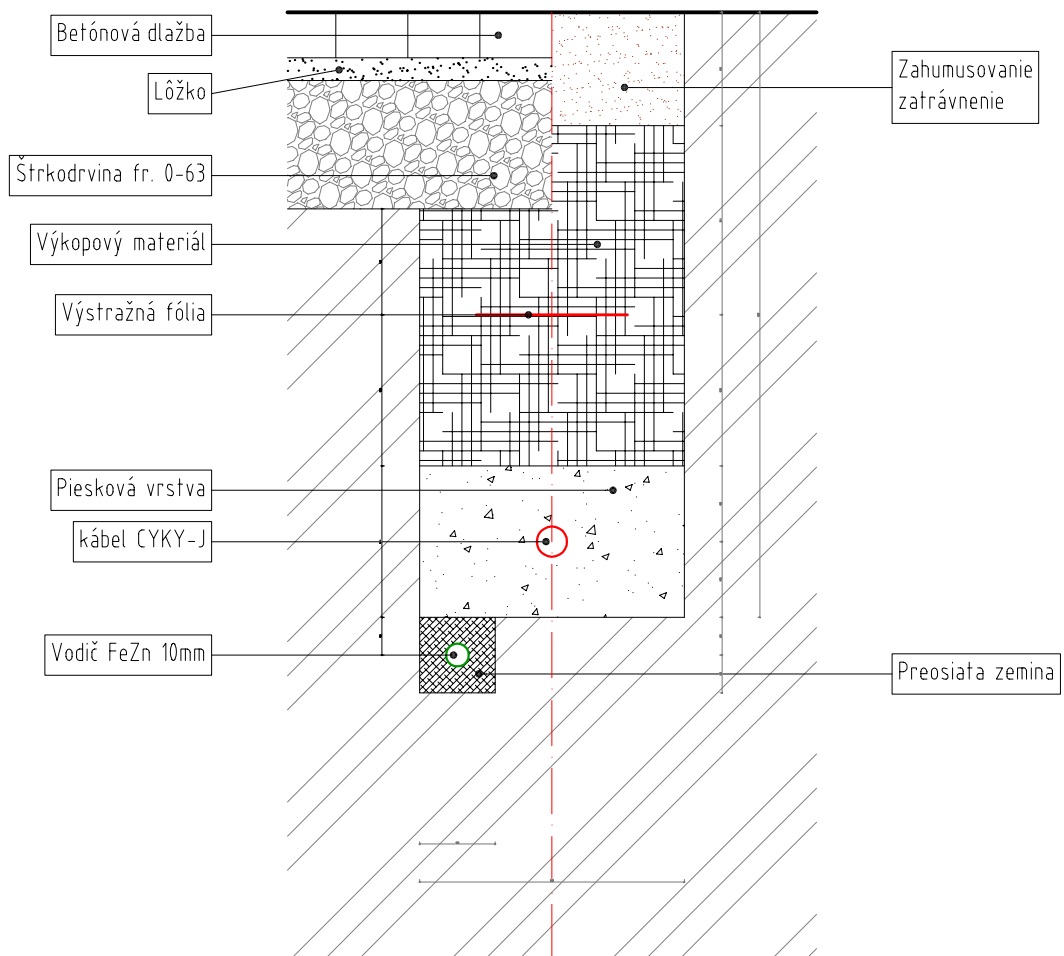 Betónová dlažba
Lôžko
Štrkodrvina fr. 0-63
Výkopový materiál
Výstražná fólia
Piesková vrstva
kábel CYKY-J
Vodič FeZn 10mm
Zahumusovanie
zatrávnenie
Preosiata zemina